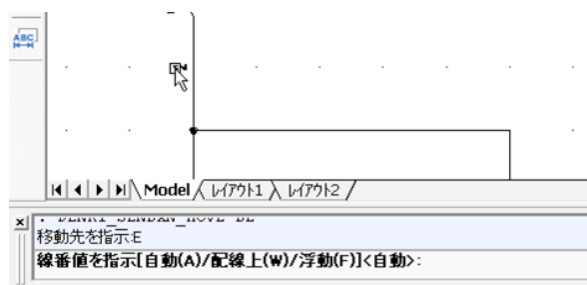 ABC
Model レイアウト1 レイアウト2
移動先を指示:E
線番値を指示[自動(A)/配線上(W)/浮動(F)]<自動>: